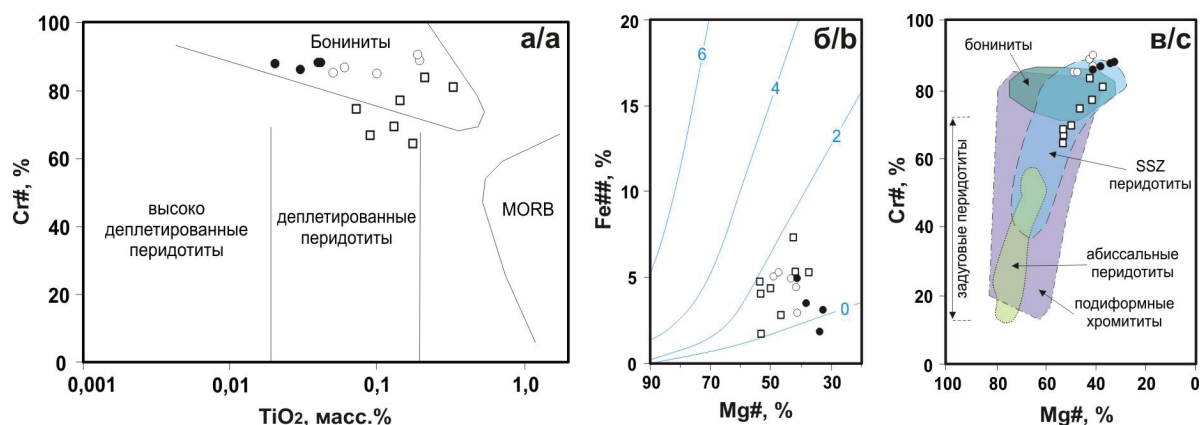 а/a
100
80
60
40
20
0
Cr#, %
Бониниты
высоко
деплетированные
перидотиты
деплетированные
перидотиты
MORB
0,001
0,01
0,1
1,0
TiO2, масс.%
б/b
20
15
10
5
0
Fe##, %
6
4
2
0
90
70
50
30
Mg#, %
в/c
100
80
60
40
20
0
Cr#, %
бониниты
SSZ
перидотиты
абиссальные
перидотиты
подиформные
хромититы
задуговые перидотиты
100
80
60
40
20
0
Mg#, %